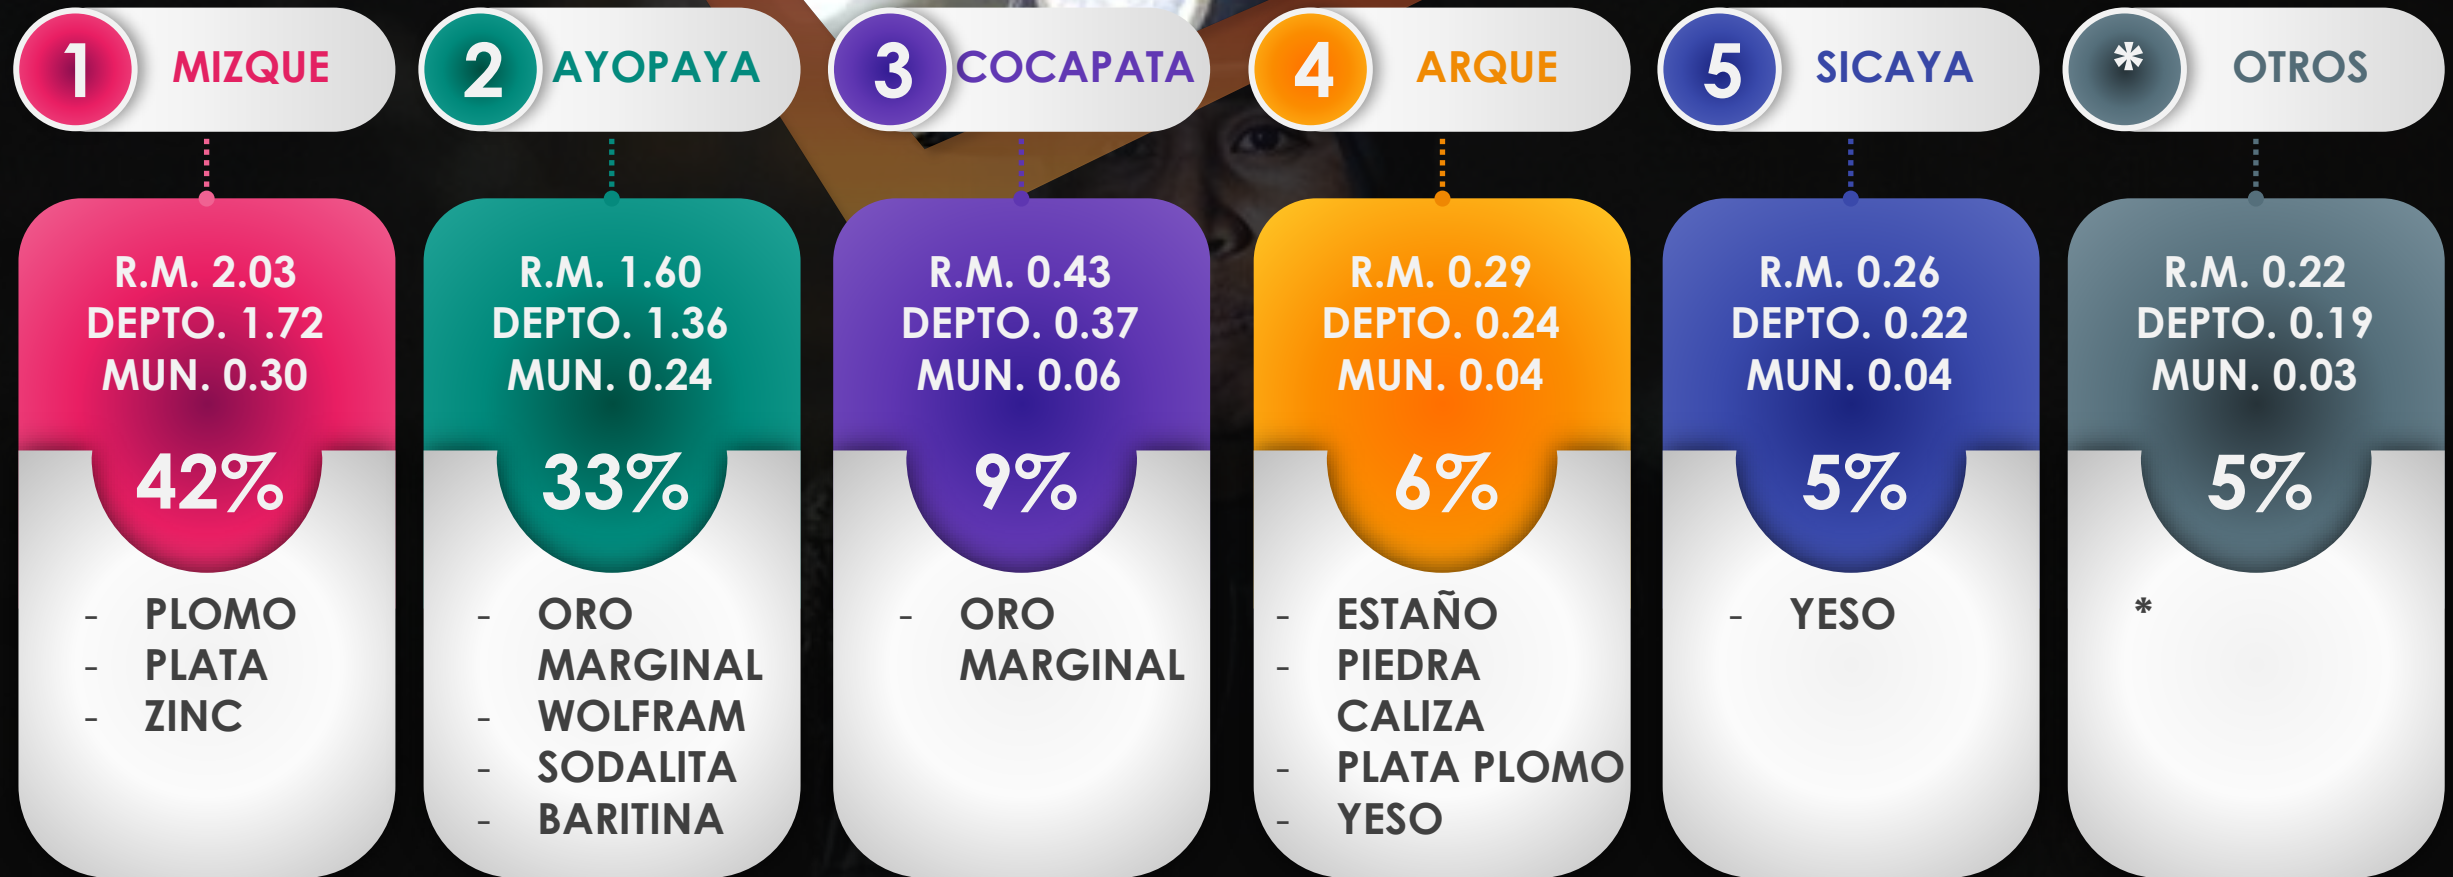 1 MIZQUE
R.M. 2.03
DEPTO. 1.72
MUN. 0.30
42%
- PLOMO
- PLATA
- ZINC
2 AYOPAYA
R.M. 1.60
DEPTO. 1.36
MUN. 0.24
33%
- ORO
MARGINAL
- WOLFRAM
- SODALITA
- BARITINA
3 COCAPATA
R.M. 0.43
DEPTO. 0.37
MUN. 0.06
9%
- ORO
MARGINAL
4 ARQUE
R.M. 0.29
DEPTO. 0.24
MUN. 0.04
6%
- ESTAÑO
- PIEDRA
CALIZA
- PLATA PLOMO
- YESO
5 SICAYA
R.M. 0.26
DEPTO. 0.22
MUN. 0.04
5%
- YESO
* OTROS
R.M. 0.22
DEPTO. 0.19
MUN. 0.03
5%
*